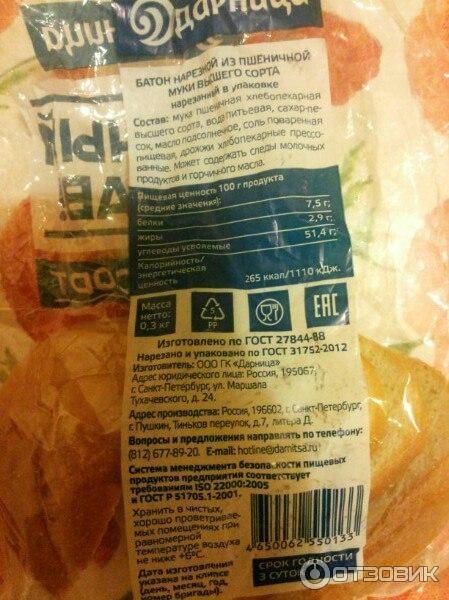 Дарница
БАТОН НАРЕЗНОЙ ИЗ ПШЕНИЧНОЙ
МУКИ ВЫСШЕГО СОРТА
нарезанный в упаковке
Состав: мука пшеничная хлебопекарная
высшего сорта, вода питьевая, сахар-пе-
сок, масло подсолнечное, соль поваренная
пищевая, дрожжи хлебопекарные прессо-
ванные. Может содержать следы молочных
продуктов и горчичного масла.
Пищевая ценность 100 г продукта
(средние значения):
7,5 г;
белки
2,9 г;
жиры
51,4 г;
углеводы усвояемые
Калорийность/
энергетическая
ценность
265 ккал/1110 кДж.
Масса
нетто:
0,3 кг
5
PP
EAC
Изготовлено по ГОСТ 27844-88
Нарезано и упаковано по ГОСТ 31752-2012
Изготовитель: ООО ГК «Дарница»
Адрес юридического лица: Россия, 195067,
г. Санкт-Петербург, ул. Маршала
Тухачевского, д. 24.
Адрес производства: Россия, 196602, г. Санкт-Петербург,
г. Пушкин, Тиньков переулок, д.7, литера Д.
Вопросы и предложения направлять по телефону:
(812) 677-89-20. E-mail: hotline@darnitsa.ru
Система менеджмента безопасности пищевых
продуктов предприятия соответствует
требованиям ISO 22000:2005
и ГОСТ Р 51705.1-2001.
Хранить в чистых,
хорошо проветривае-
мых помещениях при
равномерной
температуре воздуха
не ниже +6°С.
Дата изготовления
указана на клипсе
(день, месяц, год,
номер бригады).
4650062550133
СРОК ГОДНОСТИ
3 СУТОК
ОТЗОВИК